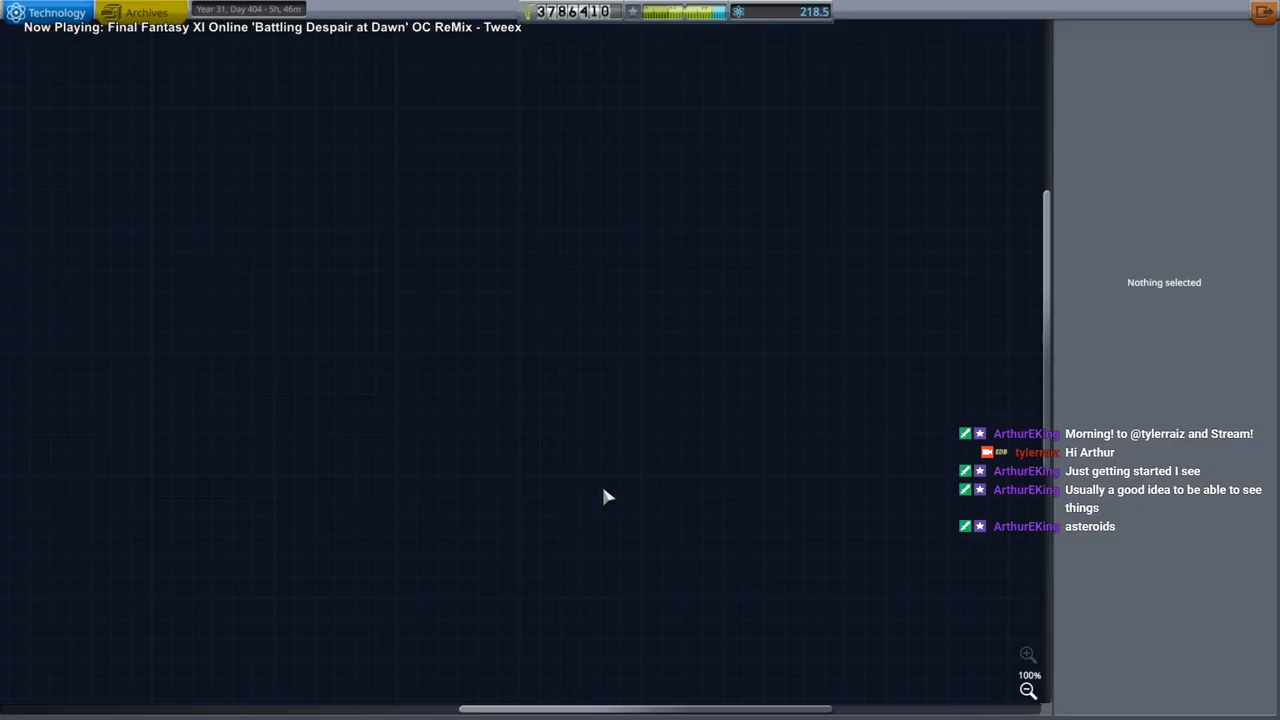 Technology
Archives
Year 31, Day 404 - 5h, 46m
3786410
218.5
Now Playing: Final Fantasy XI Online 'Battling Despair at Dawn' OC ReMix - Tweex
Nothing selected
ArthurEKing Morning! to @tylerraiz and Stream!
EDB tylerraiz Hi Arthur
ArthurEKing Just getting started I see
ArthurEKing Usually a good idea to be able to see
things
ArthurEKing asteroids
100%